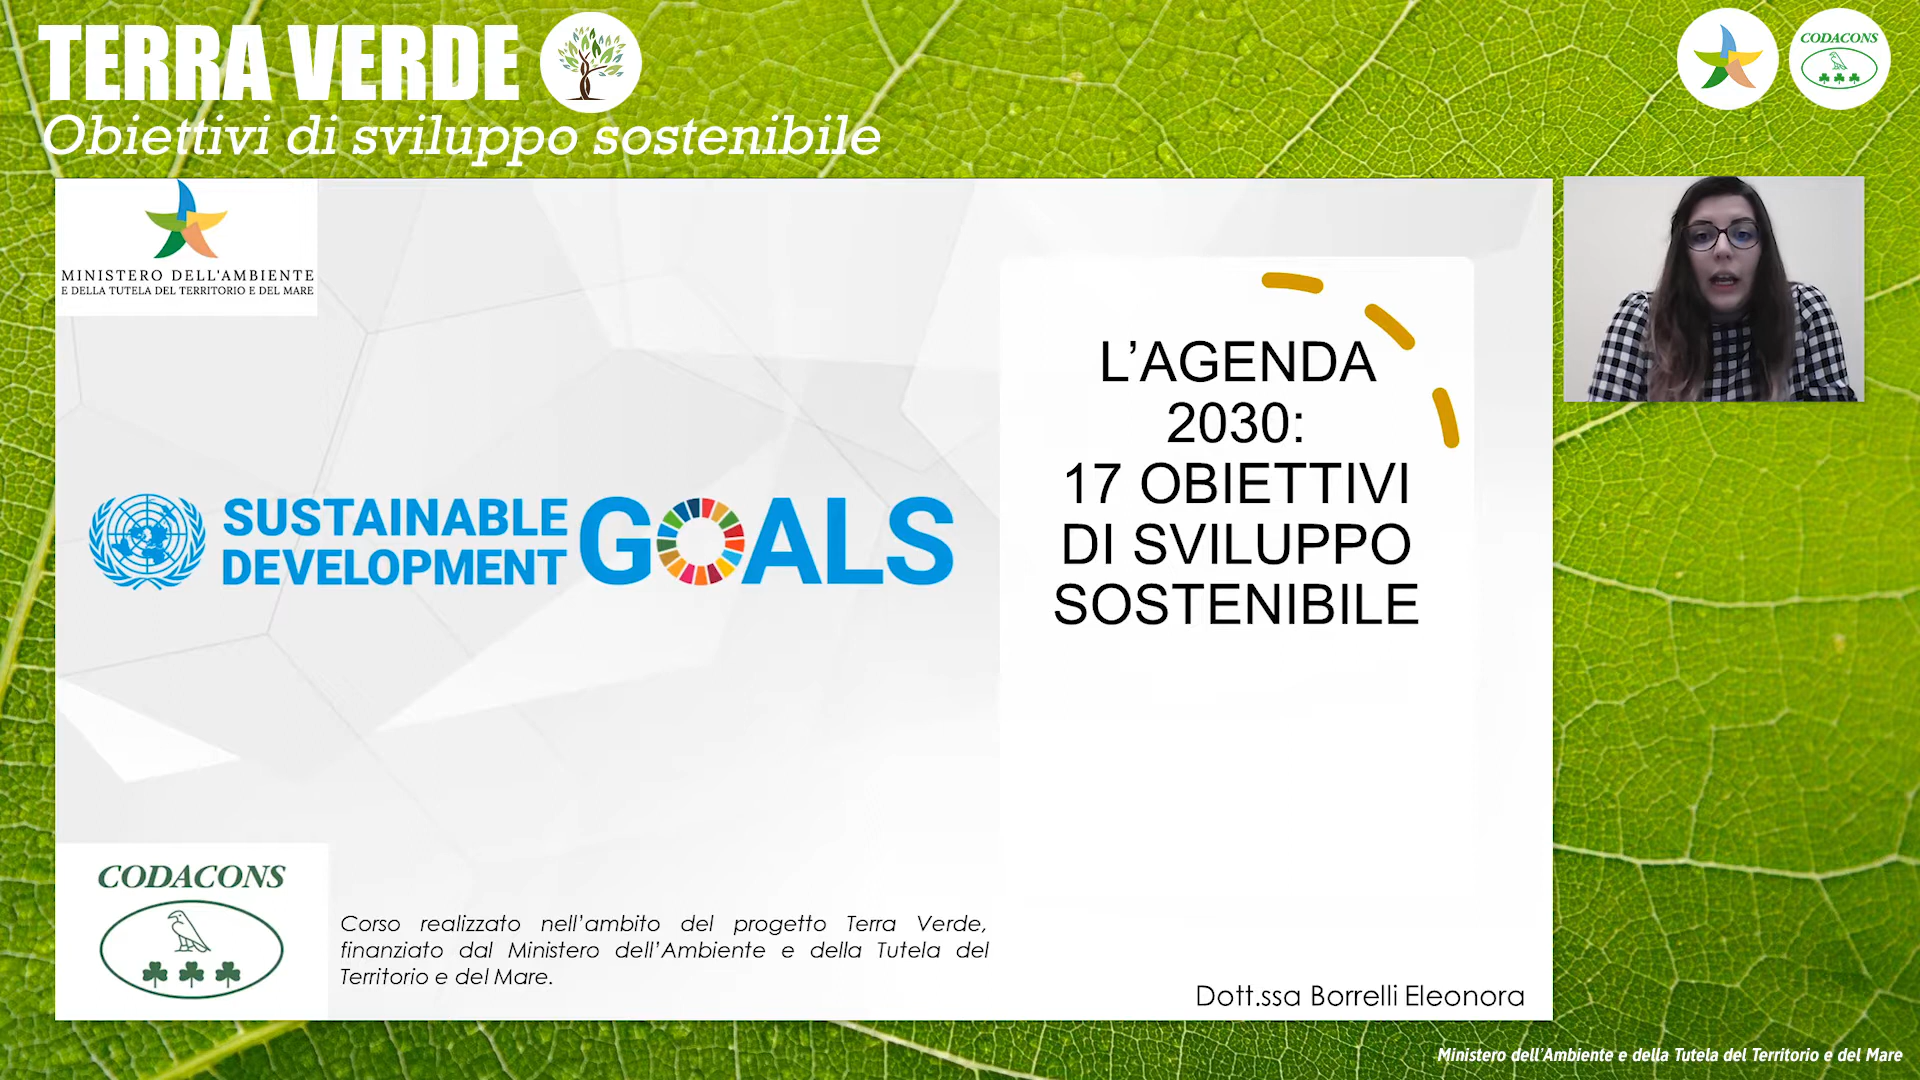 TERRA VERDE
Obiettivi di sviluppo sostenibile
CODACONS
MINISTERO DELL'AMBIENTE
E DELLA TUTELA DEL TERRITORIO E DEL MARE
SUSTAINABLE
DEVELOPMENT
GOALS
L’AGENDA
2030:
17 OBIETTIVI
DI SVILUPPO
SOSTENIBILE
CODACONS
Corso realizzato nell’ambito del progetto Terra Verde,
finanziato dal Ministero dell’Ambiente e della Tutela del
Territorio e del Mare.
Dott.ssa Borrelli Eleonora
Ministero dell'Ambiente e della Tutela del Territorio e del Mare